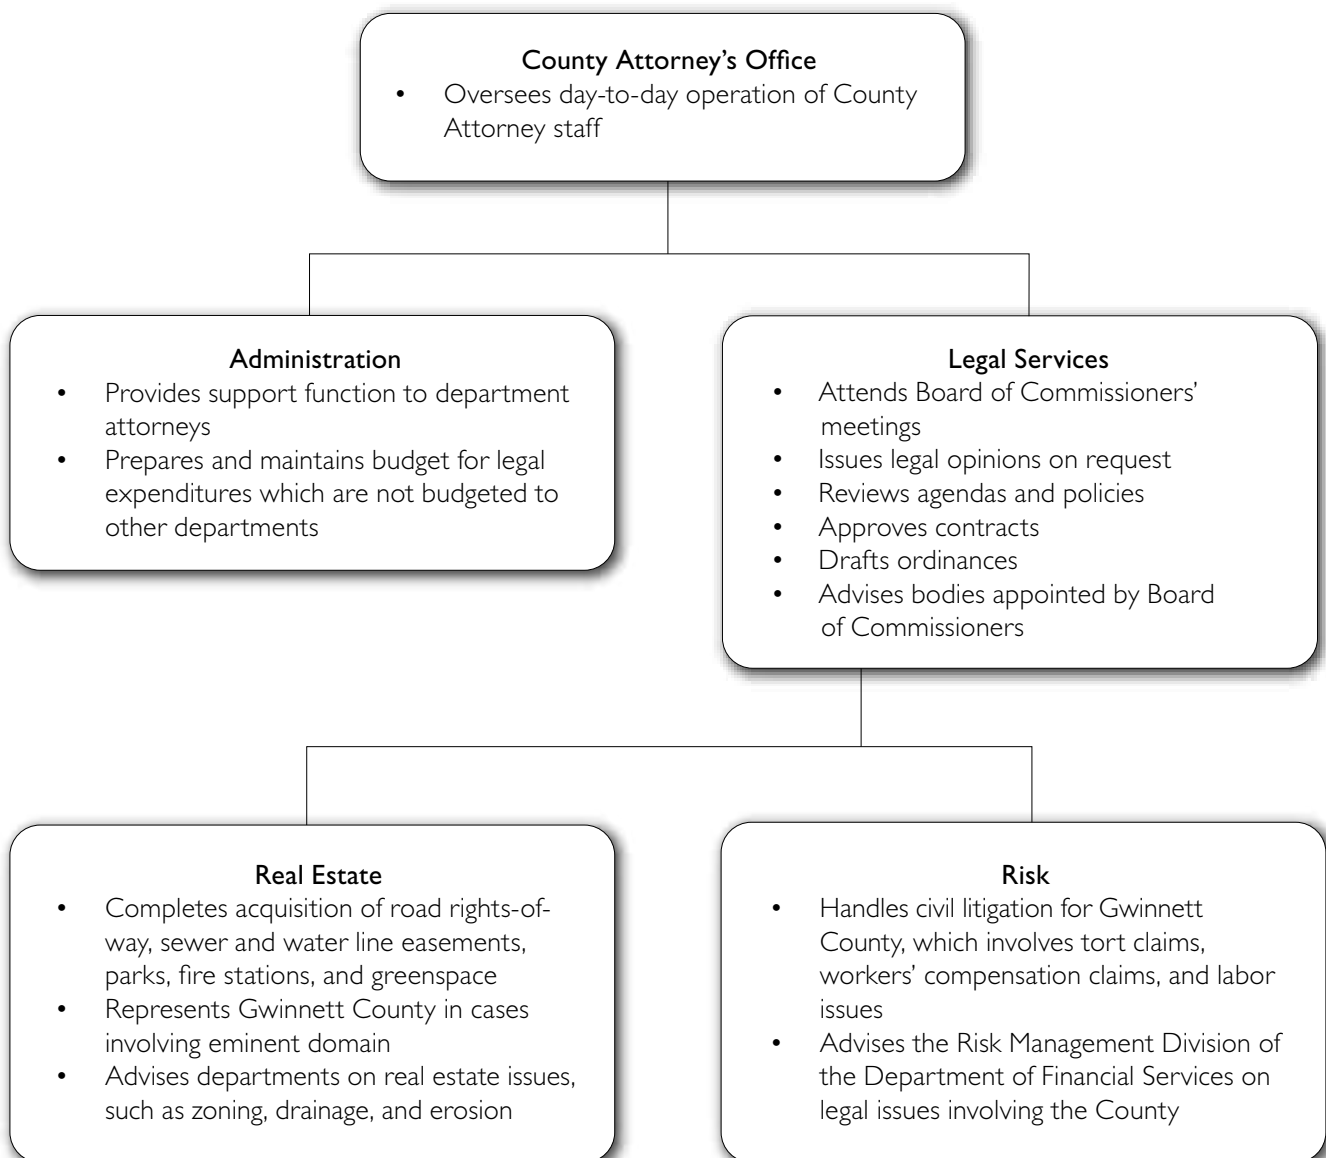 County Attorney’s Office
• Oversees day-to-day operation of County
Attorney staff
Administration
• Provides support function to department
attorneys
• Prepares and maintains budget for legal
expenditures which are not budgeted to
other departments
Legal Services
• Attends Board of Commissioners’
meetings
• Issues legal opinions on request
• Reviews agendas and policies
• Approves contracts
• Drafts ordinances
• Advises bodies appointed by Board
of Commissioners
Real Estate
• Completes acquisition of road rights-of-
way, sewer and water line easements,
parks, fire stations, and greenspace
• Represents Gwinnett County in cases
involving eminent domain
• Advises departments on real estate issues,
such as zoning, drainage, and erosion
Risk
• Handles civil litigation for Gwinnett
County, which involves tort claims,
workers’ compensation claims, and labor
issues
• Advises the Risk Management Division of
the Department of Financial Services on
legal issues involving the County